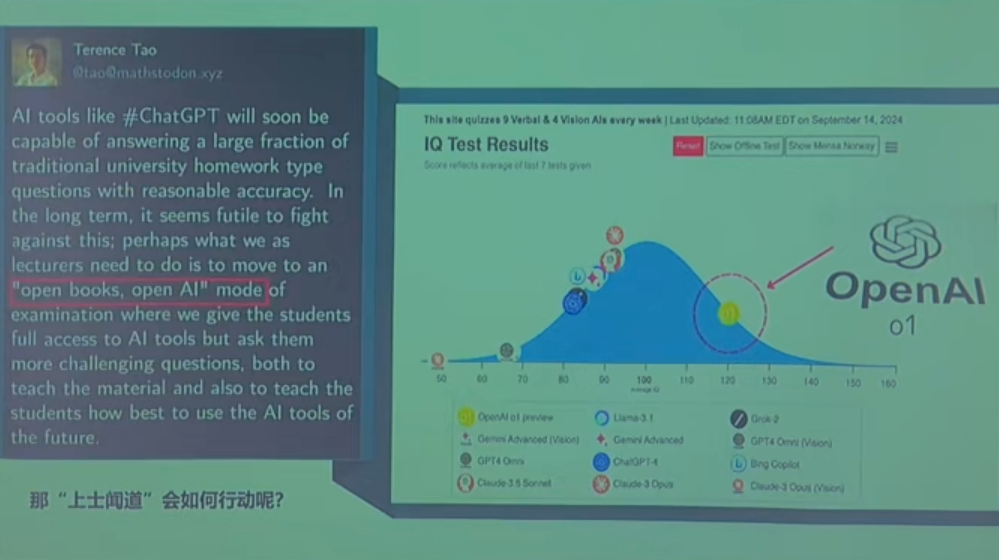 Terence Tao
@tao@mathstodon.xyz
AI tools like #ChatGPT will soon be
capable of answering a large fraction of
traditional university homework type
questions with reasonable accuracy. In
the long term, it seems futile to fight
against this; perhaps what we as
lecturers need to do is to move to an
"open books, open AI" mode of
examination where we give the students
full access to AI tools but ask them
more challenging questions, both to
teach the material and also to teach the
students how best to use the AI tools of
the future.
那“上士闻道”会如何行动呢？
This site quizzes 9 Verbal & 4 Vision AIs every week | Last Updated: 11:08AM EDT on September 14, 2024
IQ Test Results
Reset Show Offline Test Show Mensa Norway
Score reflects average of last 7 tests given
OpenAI
o1
50 60 70 80 90 100 110 120 130 140 150 160
Average IQ
OpenAI o1 preview Llama-3.1 Grok-2
Gemini Advanced (Vision) Gemini Advanced GPT4 Omni (Vision)
GPT4 Omni ChatGPT-4 Bing Copilot
Claude-3.5 Sonnet Claude-3 Opus Claude-3 Opus (Vision)